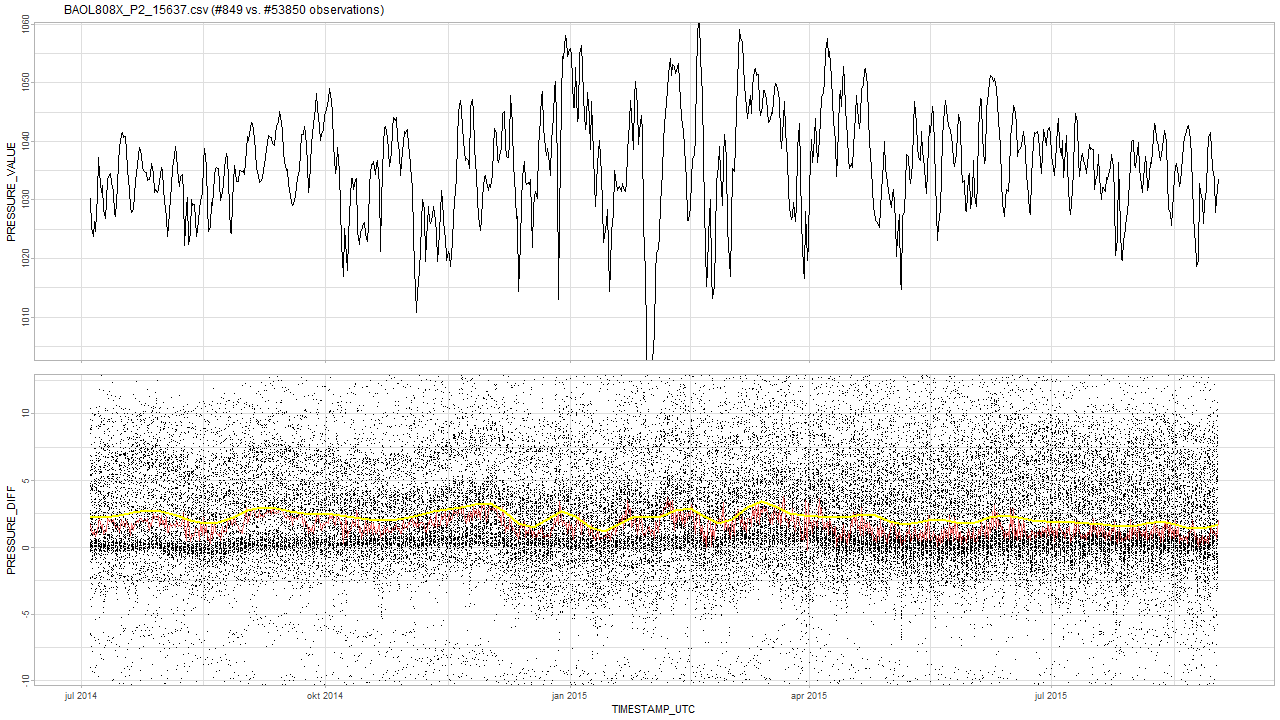 BAOL808X_P2_15637.csv (#849 vs. #53850 observations)
PRESSURE_VALUE
1060
1050
1040
1030
1020
1010
PRESSURE_DIFF
10
5
0
-5
-10
jul 2014
okt 2014
jan 2015
apr 2015
jul 2015
TIMESTAMP_UTC